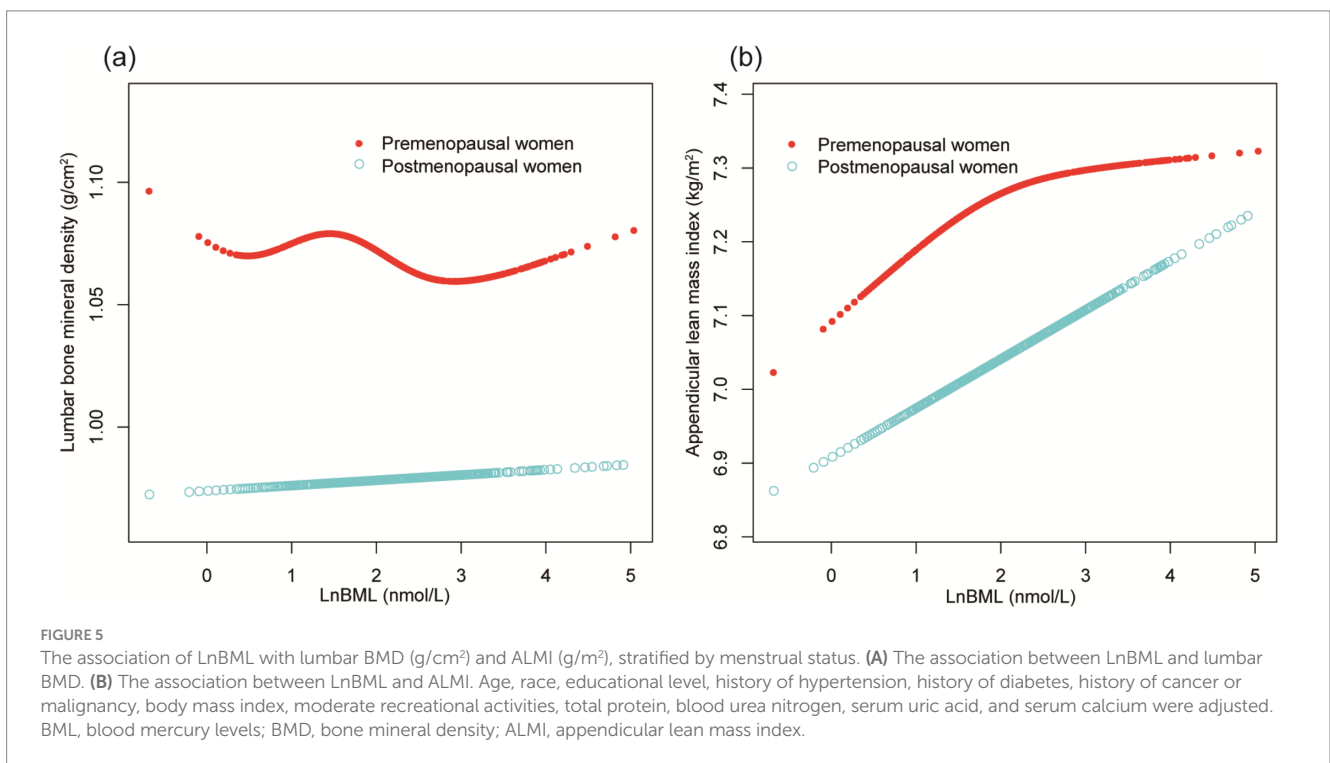 (a)
Lumbar bone mineral density (g/cm²)
1.10
1.05
1.00
Premenopausal women
Postmenopausal women
0 1 2 3 4 5
LnBML (nmol/L)
(b)
Appendicular lean mass index (kg/m²)
7.4
7.3
7.2
7.1
7.0
6.9
6.8
Premenopausal women
Postmenopausal women
0 1 2 3 4 5
LnBML (nmol/L)
FIGURE 5
The association of LnBML with lumbar BMD (g/cm²) and ALMI (g/m²), stratified by menstrual status. (A) The association between LnBML and lumbar
BMD. (B) The association between LnBML and ALMI. Age, race, educational level, history of hypertension, history of diabetes, history of cancer or
malignancy, body mass index, moderate recreational activities, total protein, blood urea nitrogen, serum uric acid, and serum calcium were adjusted.
BML, blood mercury levels; BMD, bone mineral density; ALMI, appendicular lean mass index.